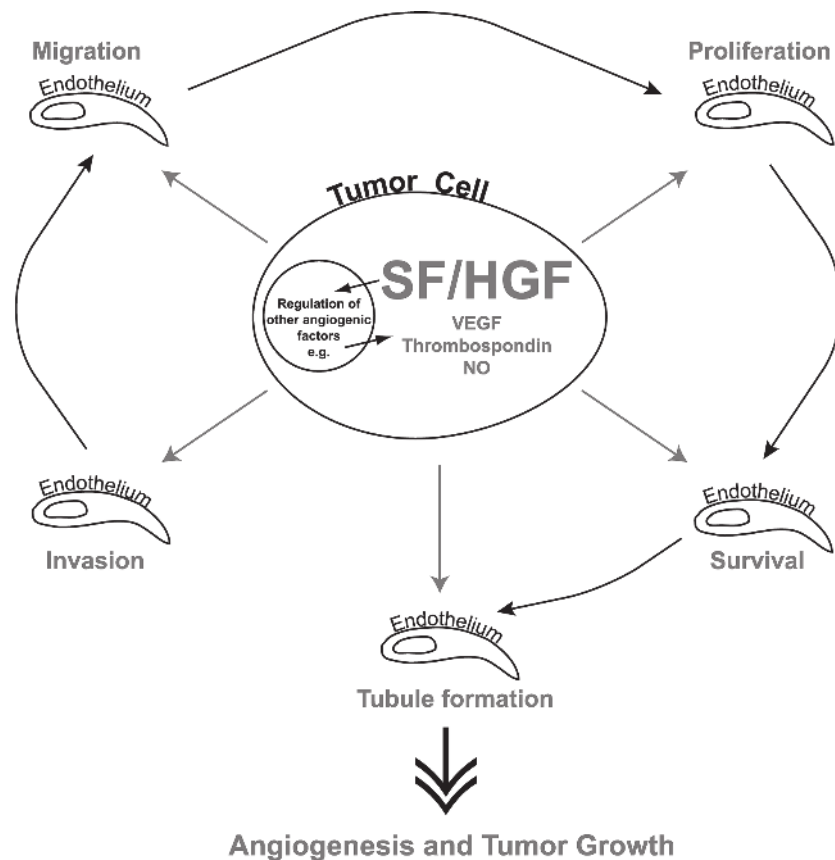 Migration
Endothelium
Proliferation
Endothelium
Tumor Cell
SF/HGF
Regulation of
other angiogenic
factors
e.g.
VEGF
Thrombospondin
NO
Endothelium
Invasion
Endothelium
Survival
Endothelium
Tubule formation
Angiogenesis and Tumor Growth